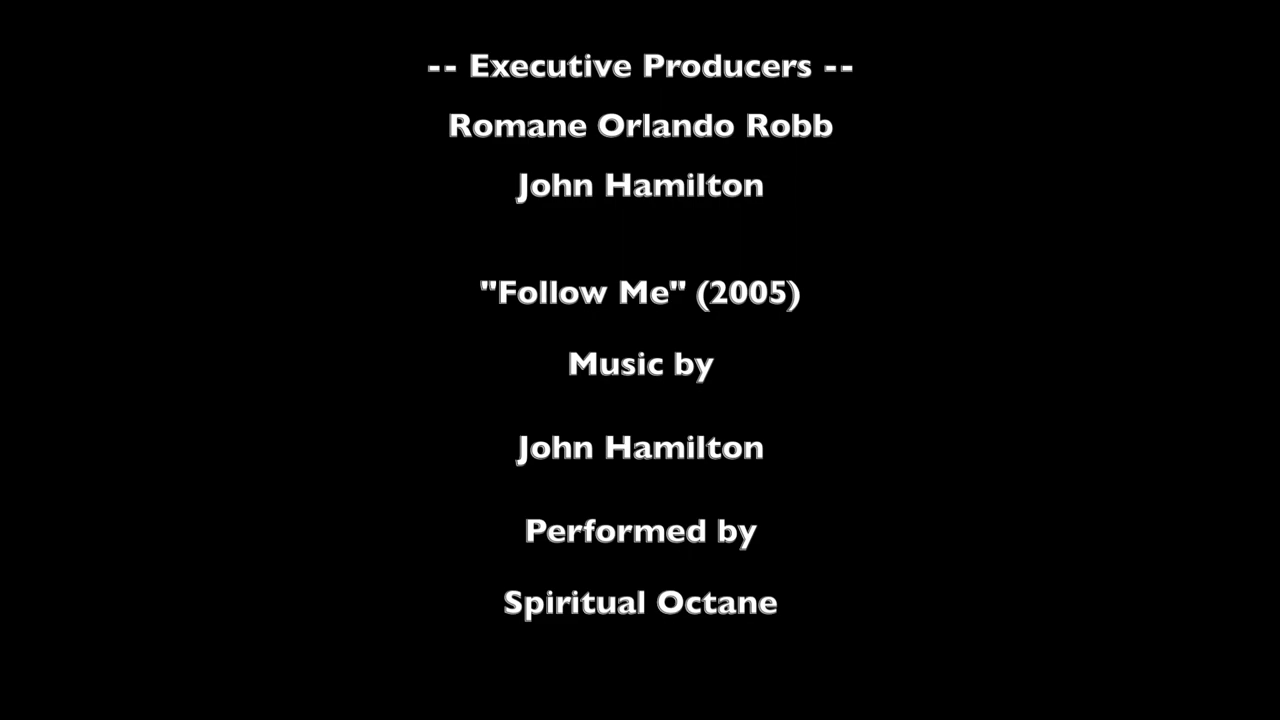 -- Executive Producers --
Romane Orlando Robb
John Hamilton
"Follow Me" (2005)
Music by
John Hamilton
Performed by
Spiritual Octane